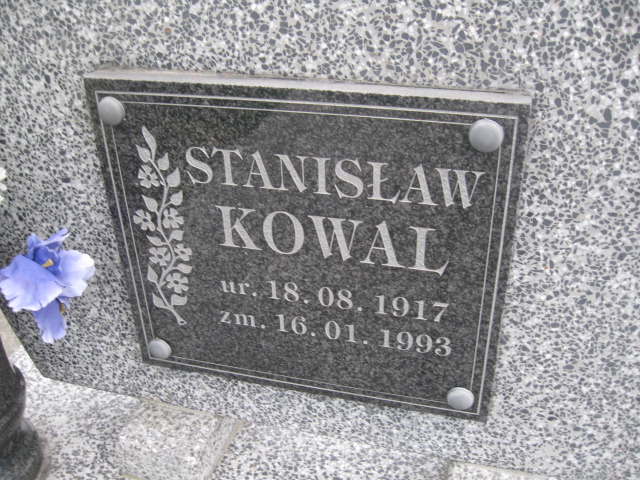 STANISŁAW
KOWAL
ur. 18. 08. 1917
zm. 16. 01. 1993